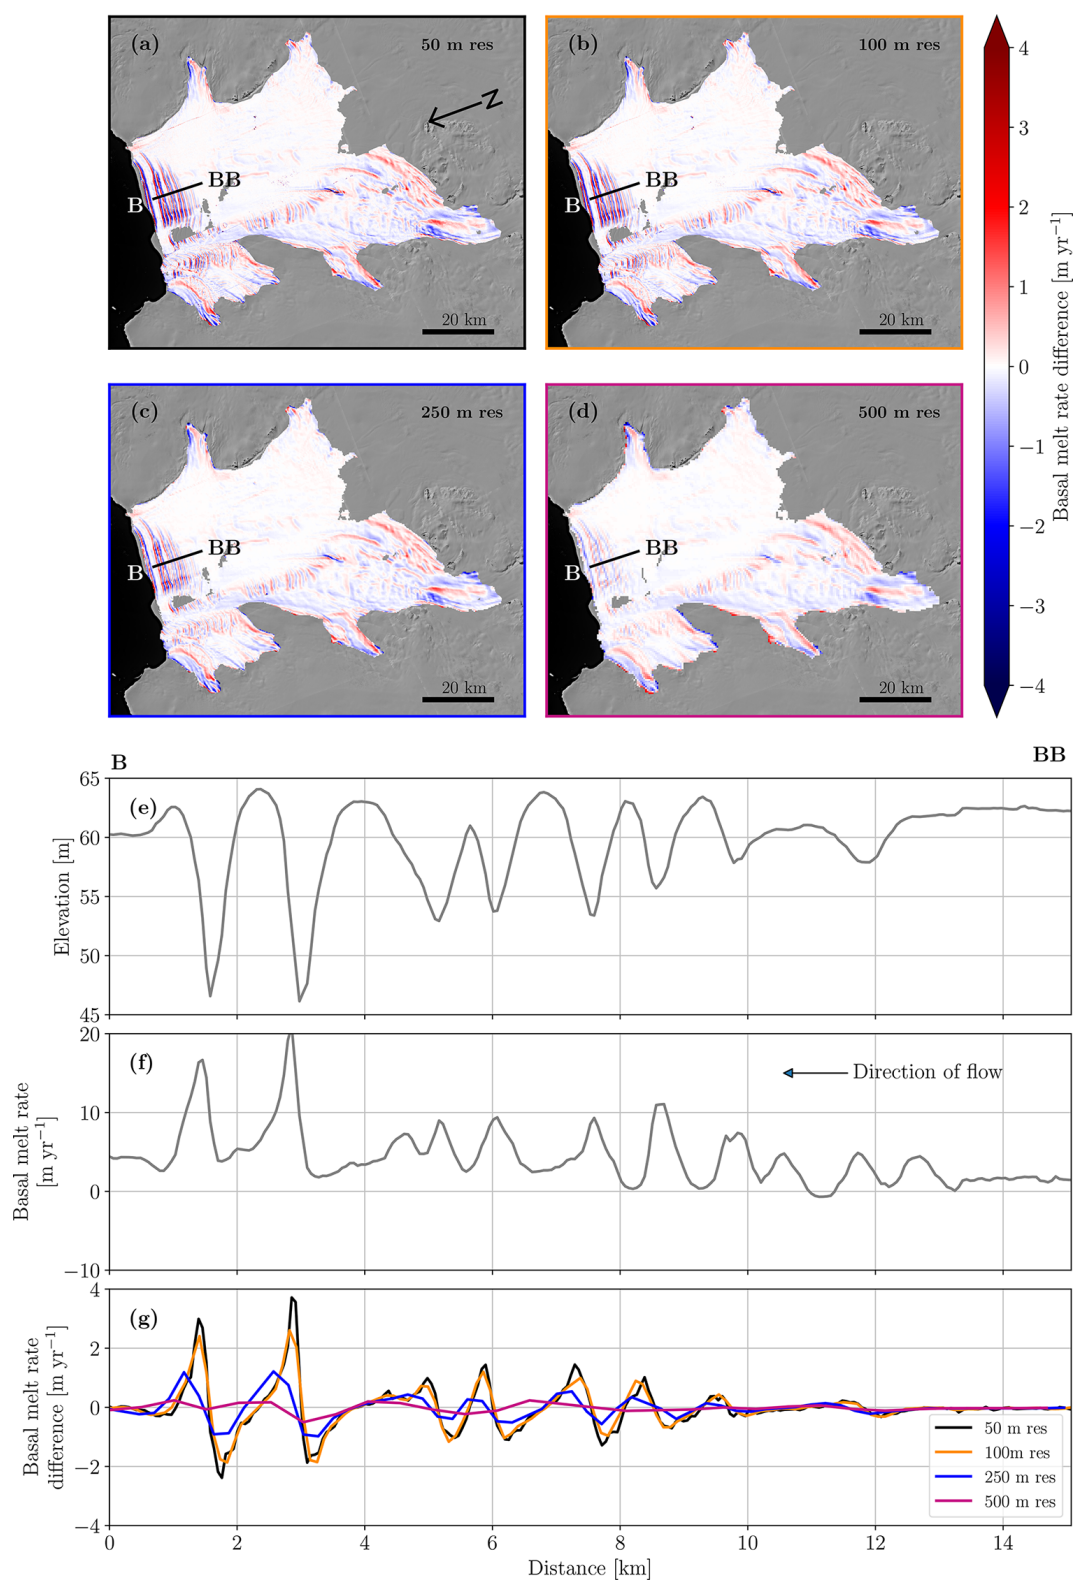 (a)
50 m res
N
BB
B
20 km
(b)
100 m res
BB
B
20 km
4
3
2
1
0
−1
−2
−3
−4
Basal melt rate difference [m yr⁻¹]
(c)
250 m res
BB
B
20 km
(d)
500 m res
BB
B
20 km
B
BB
(e)
65
60
55
50
45
Elevation [m]
(f)
20
10
0
−10
Basal melt rate
[m yr⁻¹]
Direction of flow
(g)
4
2
0
−2
−4
Basal melt rate
difference [m yr⁻¹]
50 m res
100m res
250 m res
500 m res
0 2 4 6 8 10 12 14
Distance [km]